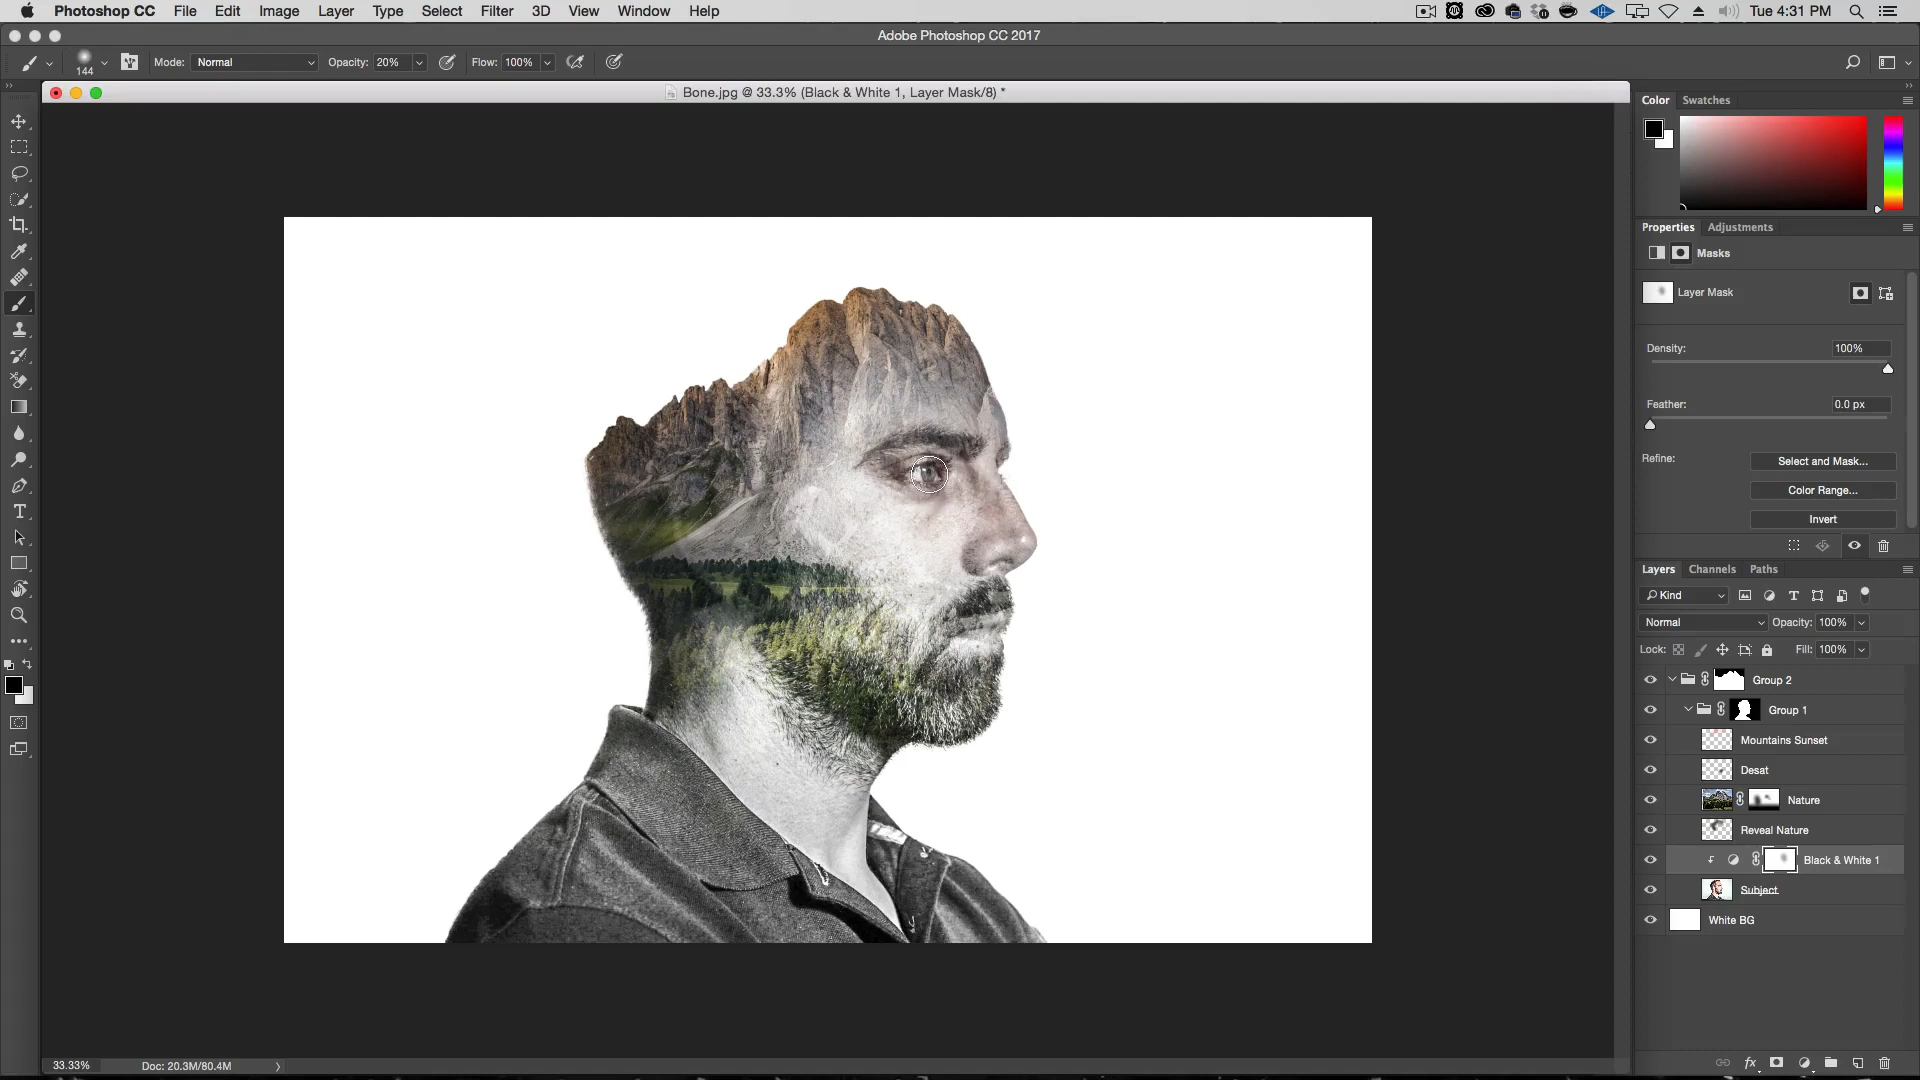 Photoshop CC File Edit Image Layer Type Select Filter 3D View Window Help Tue 4:31 PM
Adobe Photoshop CC 2017
144 Mode: Normal Opacity: 20% Flow: 100%
Bone.jpg @ 33.3% (Black & White 1, Layer Mask/8) *
Color Swatches
Properties Adjustments
Masks
Layer Mask
Density: 100%
Feather: 0.0 px
Refine: Select and Mask...
Color Range...
Invert
Layers Channels Paths
Kind
Normal Opacity: 100%
Lock: Fill: 100%
Group 2
Group 1
Mountains Sunset
Desat
Nature
Reveal Nature
Black & White 1
Subject
White BG
33.33% Doc: 20.3M/80.4M
fx